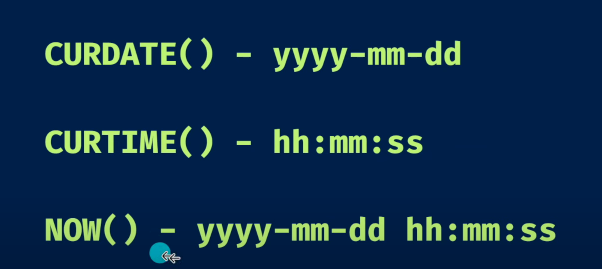 CURDATE() - yyyy-mm-dd
CURTIME() - hh:mm:ss
NOW() - yyyy-mm-dd hh:mm:ss